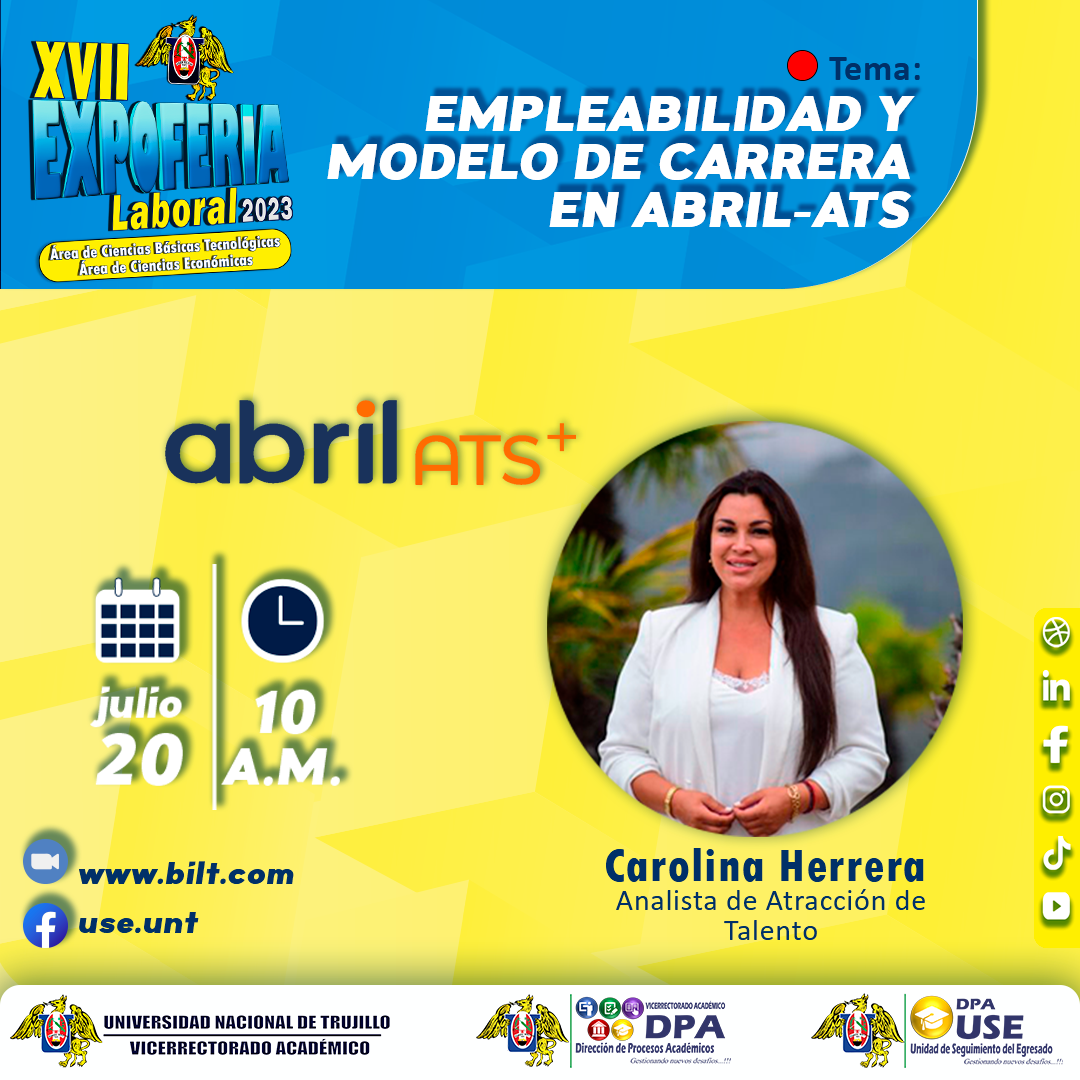 XVII
EXPOFERIA
Laboral 2023
Área de Ciencias Básicas Tecnológicas
Área de Ciencias Económicas
Tema:
EMPLEABILIDAD Y
MODELO DE CARRERA
EN ABRIL-ATS
abril ATS+
julio
20
10
A.M.
www.bilt.com
use.unt
Carolina Herrera
Analista de Atracción de
Talento
in
UNIVERSIDAD NACIONAL DE TRUJILLO
VICERRECTORADO ACADÉMICO
VICERRECTORADO ACADÉMICO
DPA
Dirección de Procesos Académicos
Gestionando nuevos desafíos...!!!
DPA
USE
Unidad de Seguimiento del Egresado
Gestionando nuevos desafíos...!!!